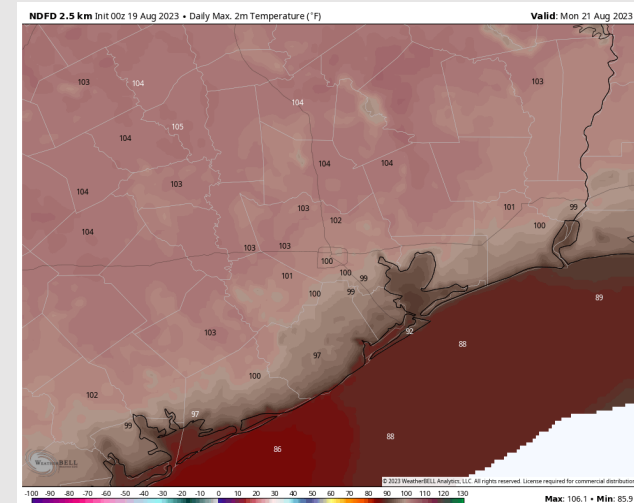 NDFD 2.5 km Init 00z 19 Aug 2023 • Daily Max. 2m Temperature (°F)
Valid: Mon 21 Aug 2023
103 104 103
104
105
104 104 104
103
104
103 101 99
102 100
104
103 103
100
101 100 99
100 99
89
103 92
88
97
100
102
97
99
88
86
WEATHERBELL
© 2023 WeatherBELL Analytics, LLC. All rights reserved. License required for commercial distribution
-100 -90 -80 -70 -60 -50 -40 -30 -20 -10 0 10 20 30 40 50 60 70 80 90 100 110 120 130
Max: 106.1 • Min: 85.9